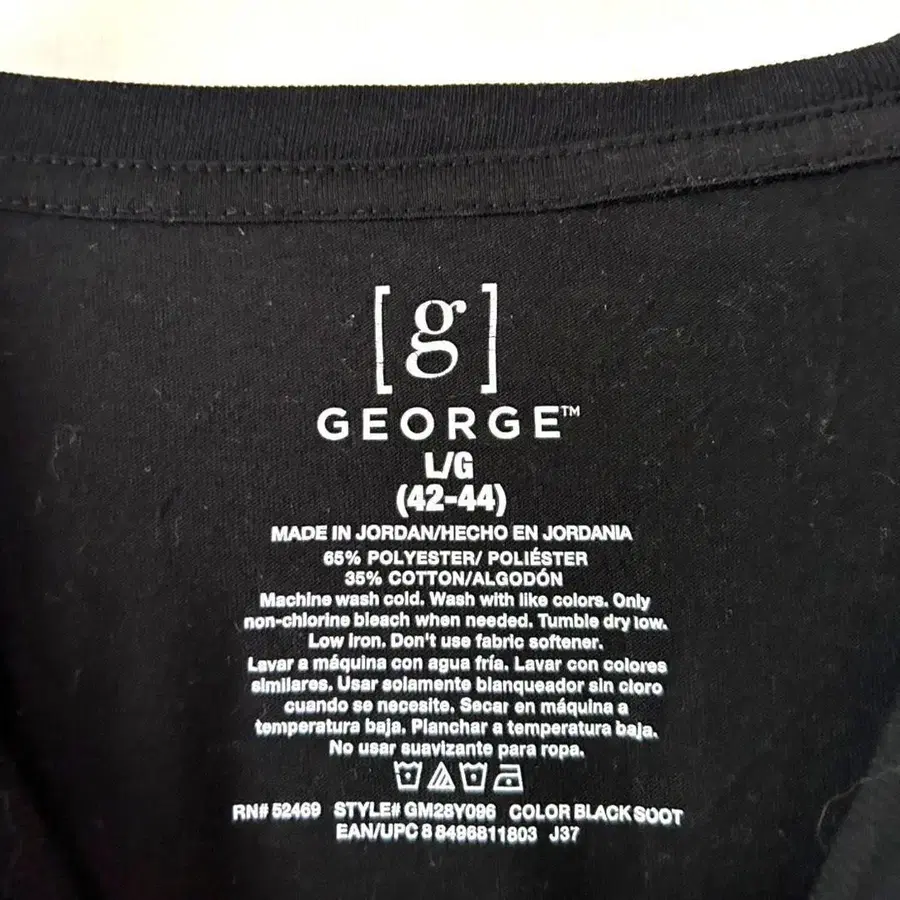 [g]
GEORGE™
L/G
(42-44)
MADE IN JORDAN/HECHO EN JORDANIA
65% POLYESTER/ POLIÉSTER
35% COTTON/ALGODÓN
Machine wash cold. Wash with like colors. Only
non-chlorine bleach when needed. Tumble dry low.
Low iron. Don't use fabric softener.
Lavar a máquina con agua fría. Lavar con colores
similares. Usar solamente blanqueador sin cloro
cuando se necesite. Secar en máquina a
temperatura baja. Planchar a temperatura baja.
No usar suavizante para ropa.
RN# 52469 STYLE# GM28Y096 COLOR BLACK SOOT
EAN/UPC 8 8496811803 J37